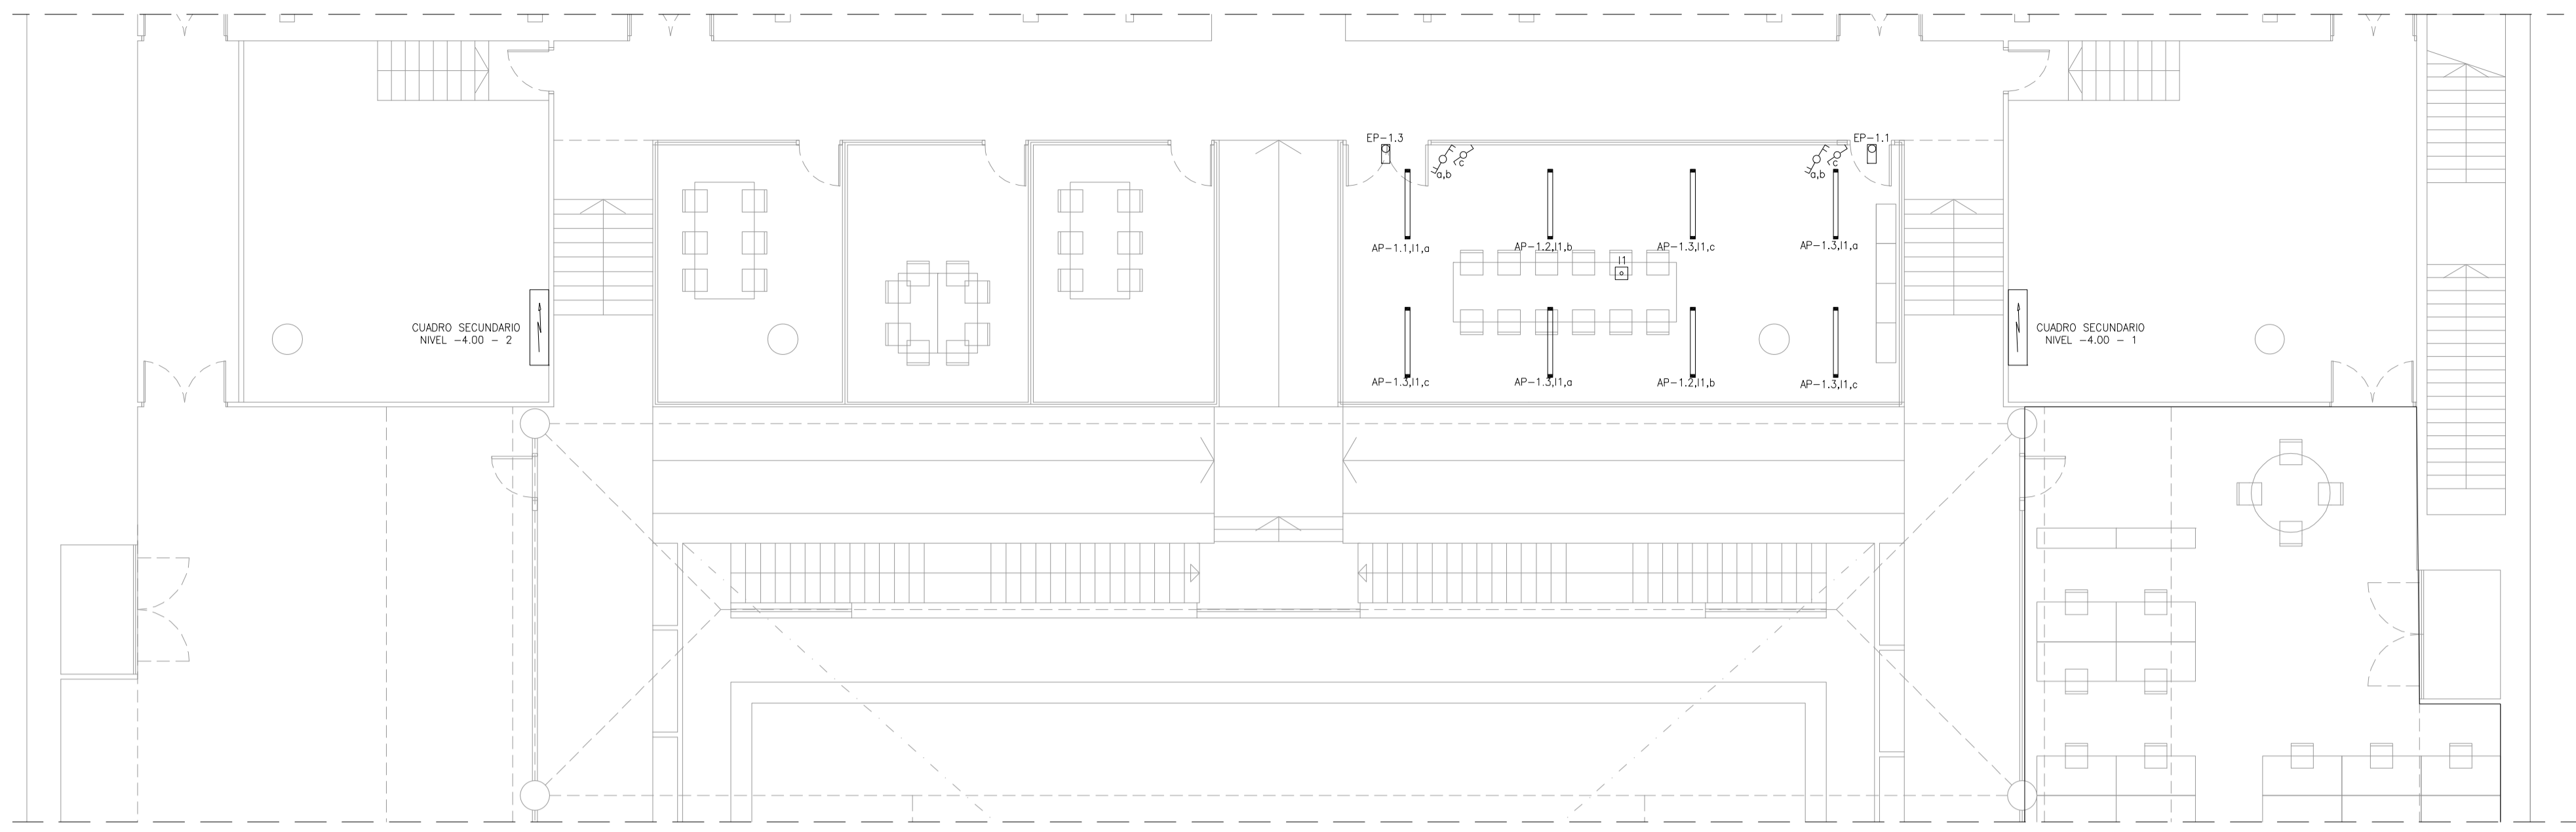 EP-1.3
EP-1.1
c
c
a,b
a,b
AP-1.1,I1,a
AP-1.2,I1,b
AP-1.3,I1,c
AP-1.3,I1,a
I1
CUADRO SECUNDARIO
NIVEL -4.00 - 2
CUADRO SECUNDARIO
NIVEL -4.00 - 1
AP-1.3,I1,c
AP-1.3,I1,a
AP-1.2,I1,b
AP-1.3,I1,c